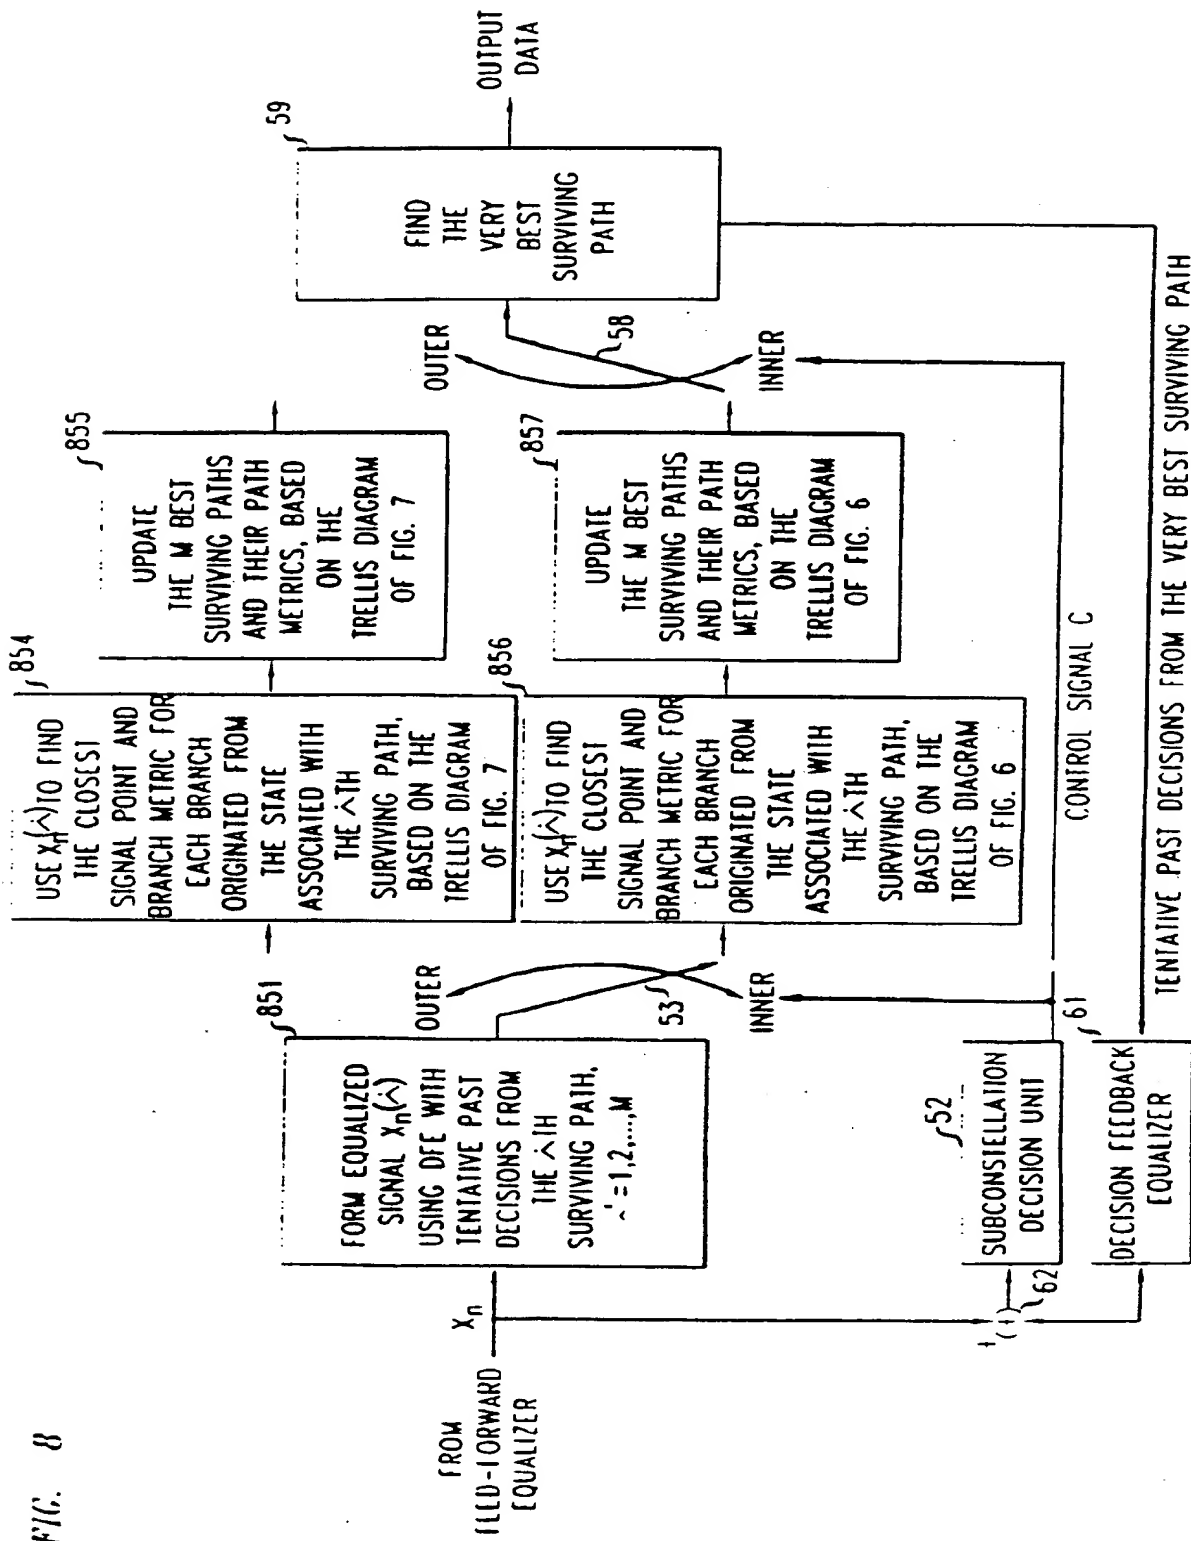 FIG. 8
FROM
FEED-FORWARD
EQUALIZER
Xn
851
FORM EQUALIZED
SIGNAL Xn(i)
USING DFE WITH
TENTATIVE PAST
DECISIONS FROM
THE iTH
SURVIVING PATH,
i=1,2,...,M
OUTER
53
INNER
854
USE Xn(i) TO FIND
THE CLOSEST
SIGNAL POINT AND
BRANCH METRIC FOR
EACH BRANCH
ORIGINATED FROM
THE STATE
ASSOCIATED WITH
THE iTH
SURVIVING PATH,
BASED ON THE
TRELLIS DIAGRAM
OF FIG. 7
855
UPDATE
THE M BEST
SURVIVING PATHS
AND THEIR PATH
METRICS, BASED
ON THE
TRELLIS DIAGRAM
OF FIG. 7
856
USE Xn(i) TO FIND
THE CLOSEST
SIGNAL POINT AND
BRANCH METRIC FOR
EACH BRANCH
ORIGINATED FROM
THE STATE
ASSOCIATED WITH
THE iTH
SURVIVING PATH,
BASED ON THE
TRELLIS DIAGRAM
OF FIG. 6
857
UPDATE
THE M BEST
SURVIVING PATHS
AND THEIR PATH
METRICS, BASED
ON THE
TRELLIS DIAGRAM
OF FIG. 6
OUTER
58
INNER
59
FIND
THE
VERY
BEST
SURVIVING
PATH
OUTPUT
DATA
+
62
52
SUBCONSTELLATION
DECISION UNIT
CONTROL SIGNAL C
61
DECISION FEEDBACK
EQUALIZER
TENTATIVE PAST DECISIONS FROM THE VERY BEST SURVIVING PATH